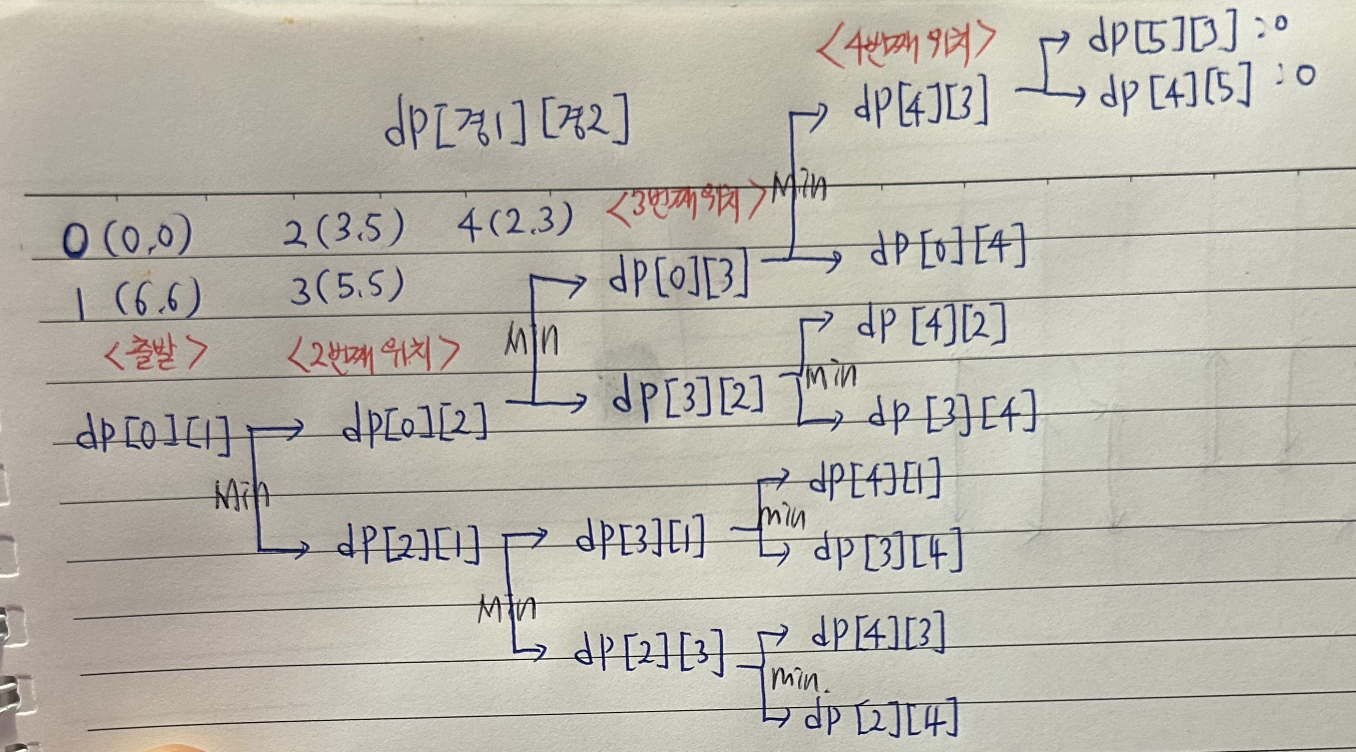 <4번째 위치> dp[5][3] : 0
dp[경1][경2] dp[4][3] dp[4][5] : 0
0(0,0) 2(3,5) 4(2,3) <3번째 위치> Min
1 (6,6) 3(5,5) dp[0][3] dp[0][4]
<출발> <2번째 위치> Min dp[4][2]
dp[3][2] min
dp[0][1] dp[0][2] dp[3][4]
Min dp[4][1]
dp[2][1] dp[3][1] min
dp[3][4]
Min dp[4][3]
dp[2][3] min.
dp[2][4]